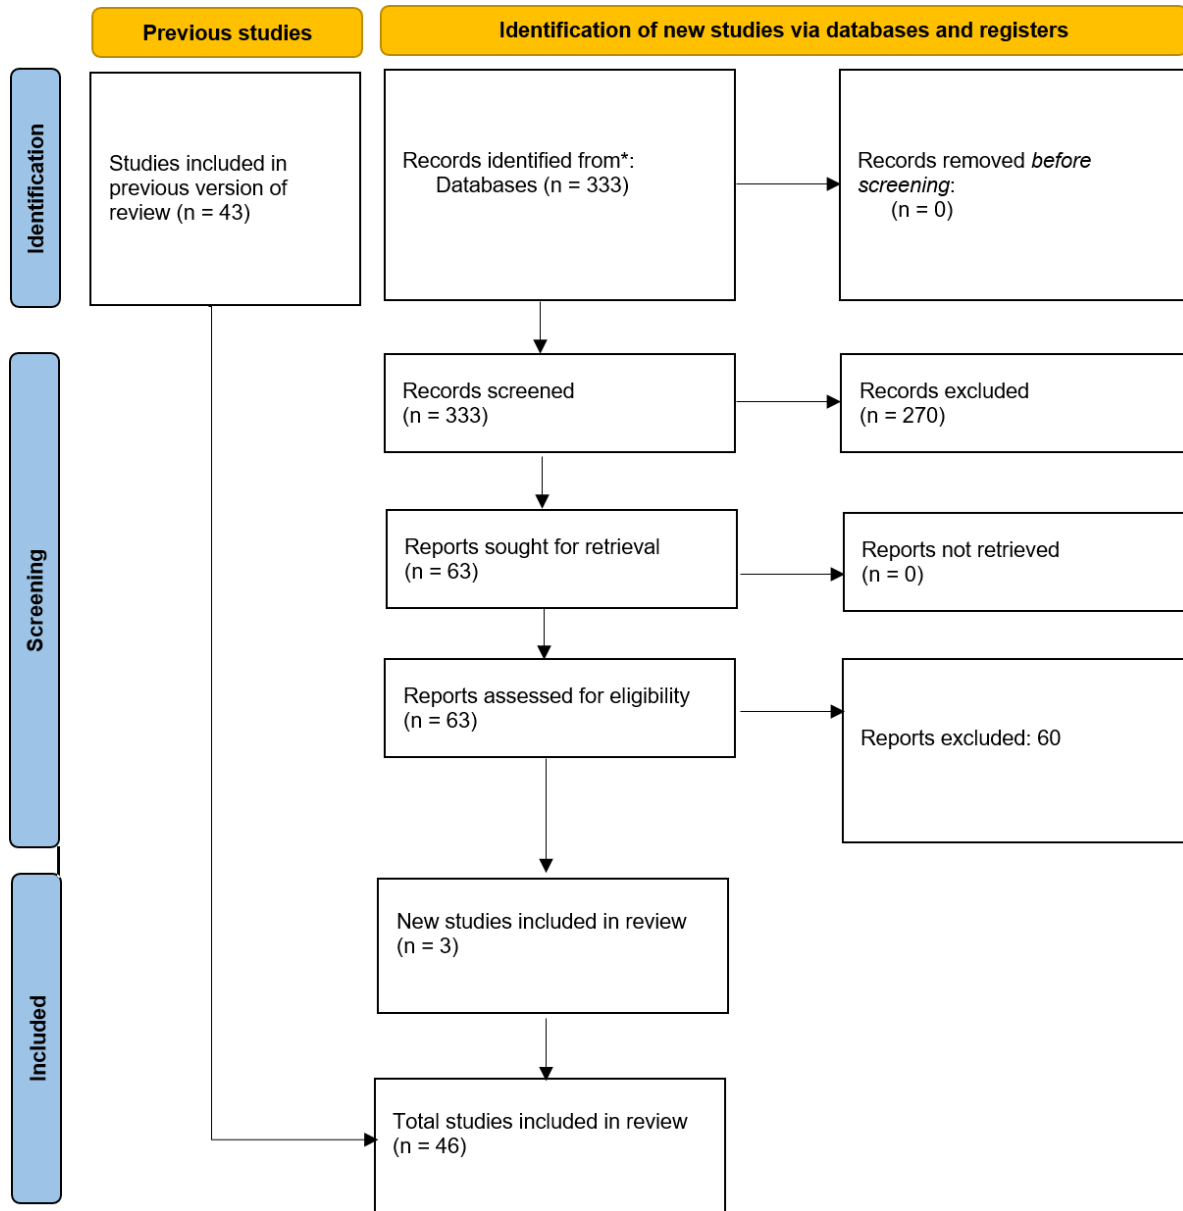 Previous studies
Identification of new studies via databases and registers
Identification
Studies included in
previous version of
review (n = 43)
Records identified from*:
Databases (n = 333)
Records removed before
screening:
(n = 0)
Screening
Records screened
(n = 333)
Records excluded
(n = 270)
Reports sought for retrieval
(n = 63)
Reports not retrieved
(n = 0)
Reports assessed for eligibility
(n = 63)
Reports excluded: 60
Included
New studies included in review
(n = 3)
Total studies included in review
(n = 46)